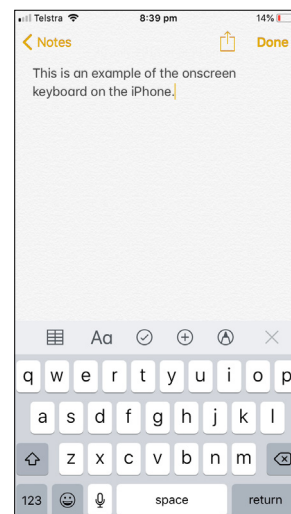 Telstra 8:39 pm 14%
Notes Done
This is an example of the onscreen
keyboard on the iPhone.
Aa
q w e r t y u i o p
a s d f g h j k l
z x c v b n m
123 space return